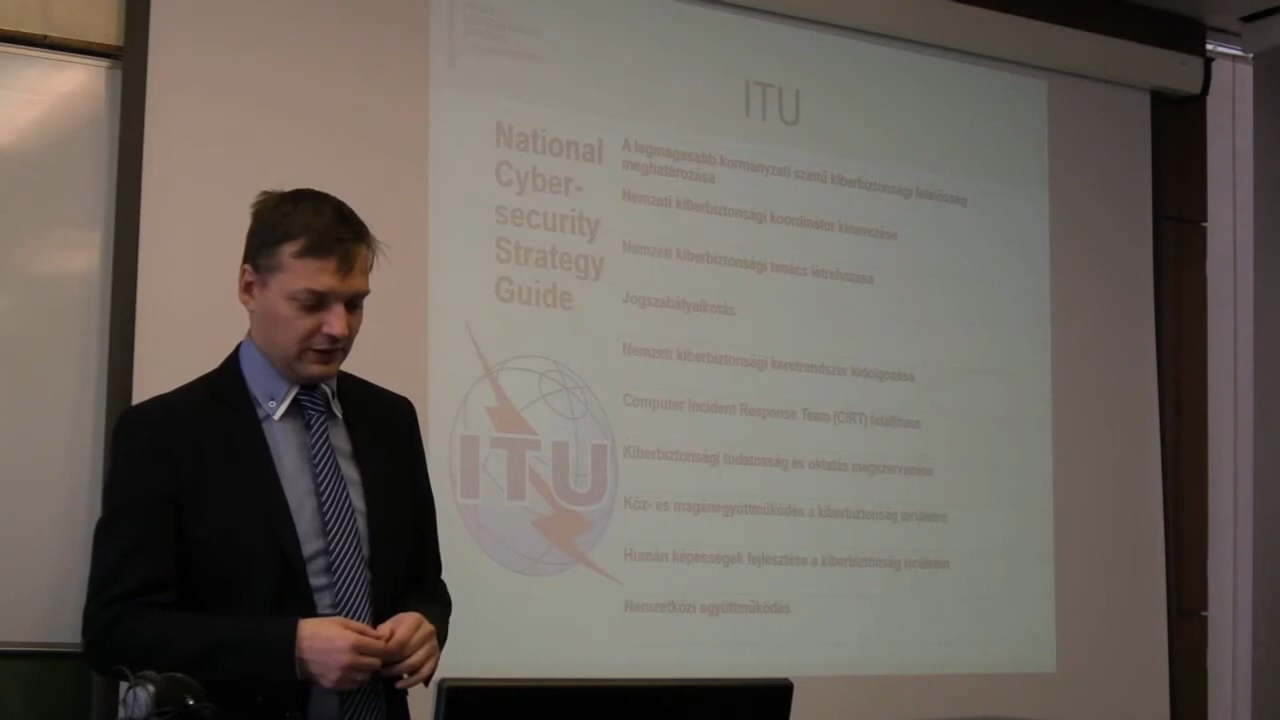 ITU
National
Cyber-
security
Strategy
Guide
A legmagasabb kormányzati szintű kiberbiztonsági felelősség
meghatározása
Nemzeti kiberbiztonsági koordinátor kinevezése
Nemzeti kiberbiztonsági tanács létrehozása
Jogszabályalkotás
Nemzeti kiberbiztonsági keretrendszer kidolgozása
Computer Incident Response Team (CIRT) felállítása
Kiberbiztonsági tudatosság és oktatás megszervezése
Köz- és magánegyüttműködés a kiberbiztonság területén
Humán képességek fejlesztése a kiberbiztonság területén
Nemzetközi együttműködés
ITU